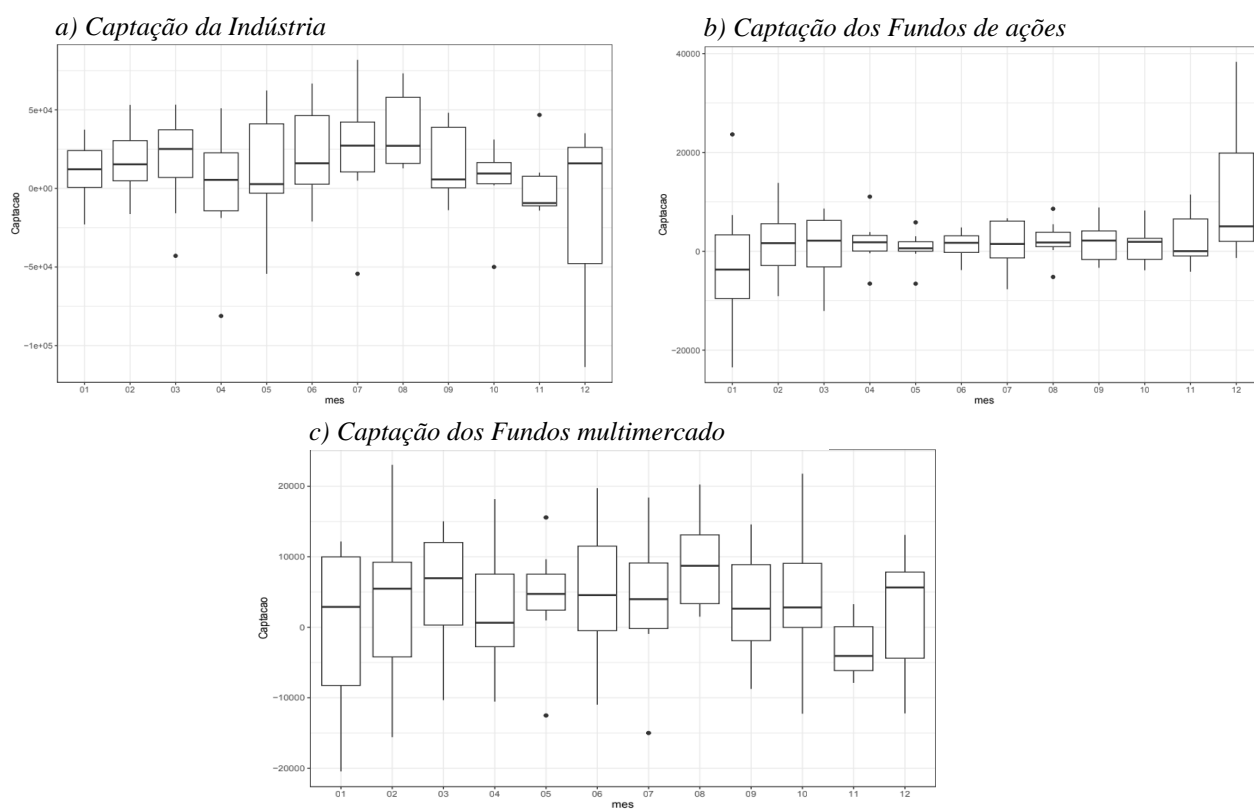 a) Captação da Indústria
5e+04
0e+00
−5e+04
−1e+05
Captacao
01 02 03 04 05 06 07 08 09 10 11 12
mes
b) Captação dos Fundos de ações
40000
20000
0
−20000
Captacao
01 02 03 04 05 06 07 08 09 10 11 12
mes
c) Captação dos Fundos multimercado
20000
10000
0
−10000
−20000
Captacao
01 02 03 04 05 06 07 08 09 10 11 12
mes